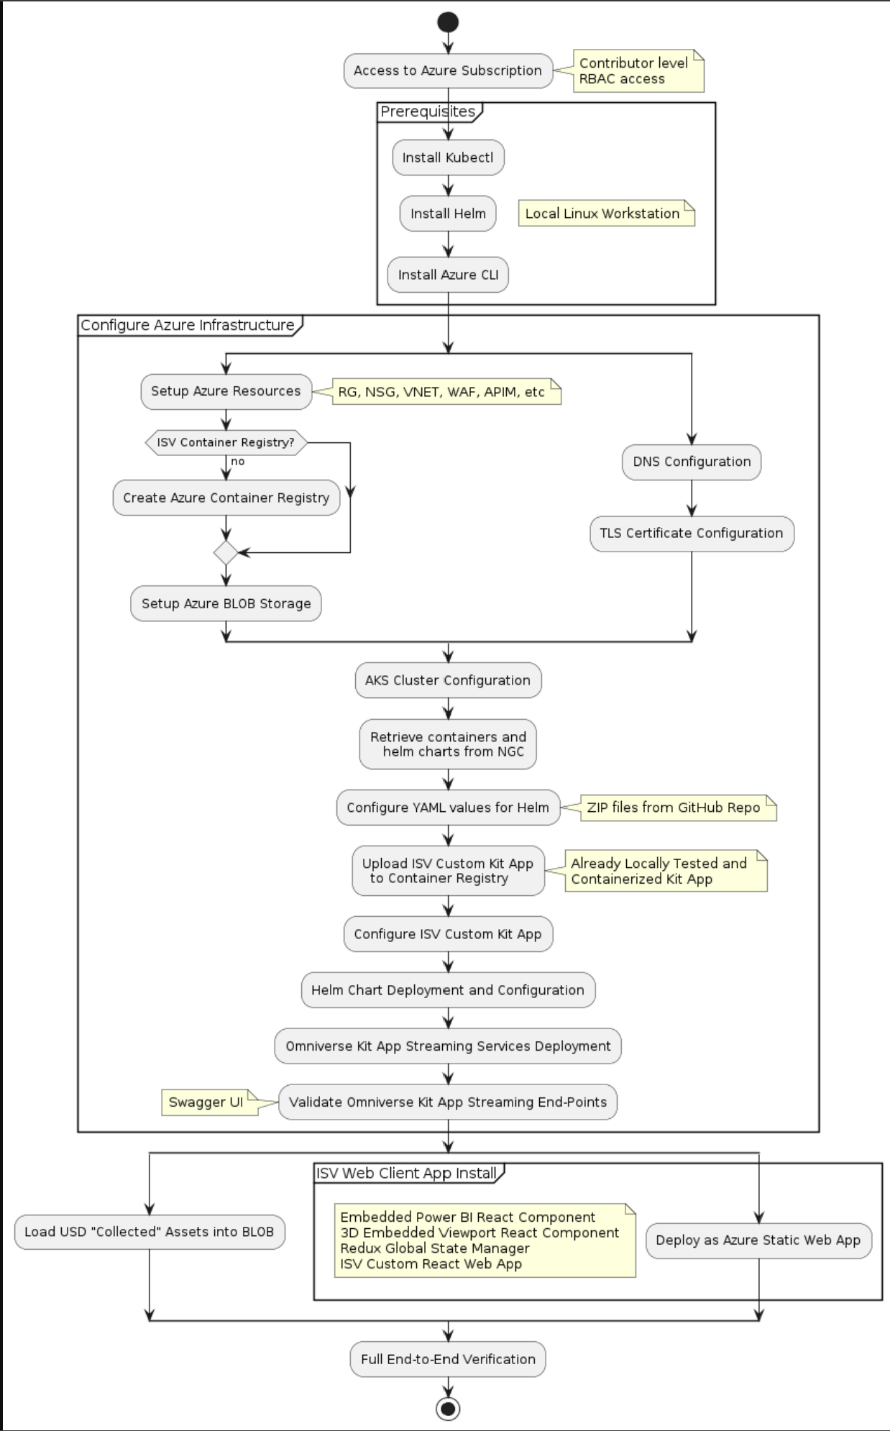 Access to Azure Subscription
Contributor level
RBAC access
Prerequisites
Install Kubectl
Install Helm
Local Linux Workstation
Install Azure CLI
Configure Azure Infrastructure
Setup Azure Resources
RG, NSG, VNET, WAF, APIM, etc
ISV Container Registry?
no
Create Azure Container Registry
DNS Configuration
TLS Certificate Configuration
Setup Azure BLOB Storage
AKS Cluster Configuration
Retrieve containers and
helm charts from NGC
Configure YAML values for Helm
ZIP files from GitHub Repo
Upload ISV Custom Kit App
to Container Registry
Already Locally Tested and
Containerized Kit App
Configure ISV Custom Kit App
Helm Chart Deployment and Configuration
Omniverse Kit App Streaming Services Deployment
Swagger UI
Validate Omniverse Kit App Streaming End-Points
ISV Web Client App Install
Load USD "Collected" Assets into BLOB
Embedded Power BI React Component
3D Embedded Viewport React Component
Redux Global State Manager
ISV Custom React Web App
Deploy as Azure Static Web App
Full End-to-End Verification